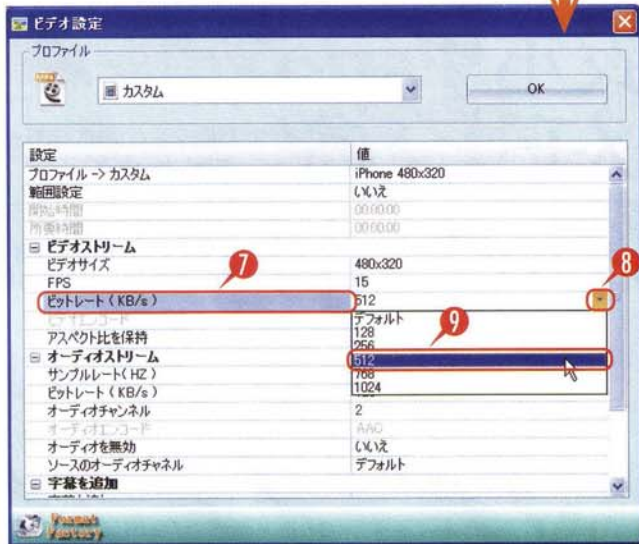 ビデオ設定
プロファイル
カスタム
OK
設定 値
プロファイル -> カスタム iPhone 480x320
範囲設定 いいえ
開始時間 00:00:00
所要時間 00:00:00
ビデオストリーム
ビデオサイズ 480x320
7
8
FPS 15
ビットレート ( KB/s ) 512
ビデオエンコード デフォルト
9
アスペクト比を保持 128
256
オーディオストリーム 512
サンプルレート( HZ ) 768
ビットレート ( KB/s ) 1024
オーディオチャンネル 2
オーディオエンコード AAC
オーディオを無効 いいえ
ソースのオーディオチャネル デフォルト
字幕を追加
Format
Factory